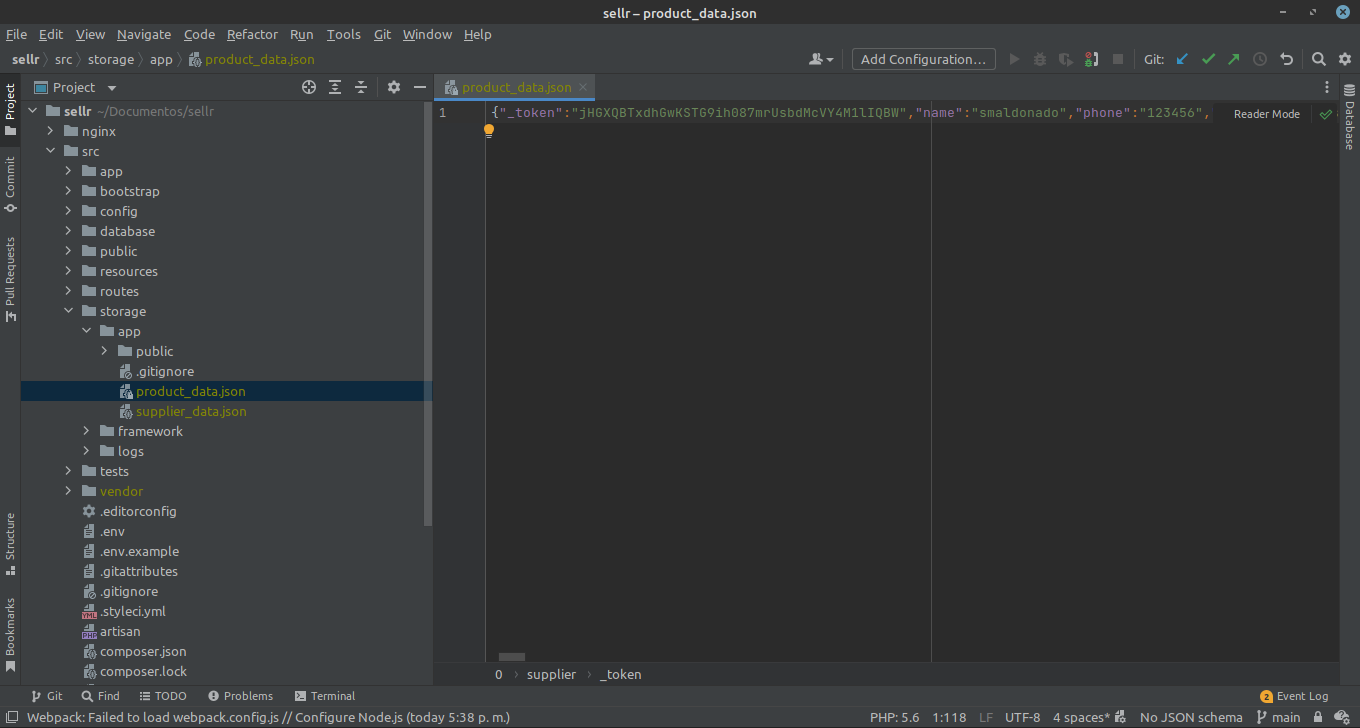 sellr – product_data.json
File Edit View Navigate Code Refactor Run Tools Git Window Help
sellr src storage app product_data.json Add Configuration... Git:
Project
product_data.json
Project
Commit
Pull Requests
Structure
Bookmarks
sellr ~/Documentos/sellr
nginx
src
app
bootstrap
config
database
public
resources
routes
storage
app
public
.gitignore
product_data.json
supplier_data.json
framework
logs
tests
vendor
.editorconfig
.env
.env.example
.gitattributes
.gitignore
.styleci.yml
artisan
composer.json
composer.lock
1 {"_token":"jHGXQBTxdhGwKSTG9ih087mrUsbdMcVY4M1lIQBW","name":"smaldonado","phone":"123456",
Reader Mode
Database
0 supplier _token
Git Find TODO Problems Terminal 2 Event Log
Webpack: Failed to load webpack.config.js // Configure Node.js (today 5:38 p. m.) PHP: 5.6 1:118 LF UTF-8 4 spaces* No JSON schema main